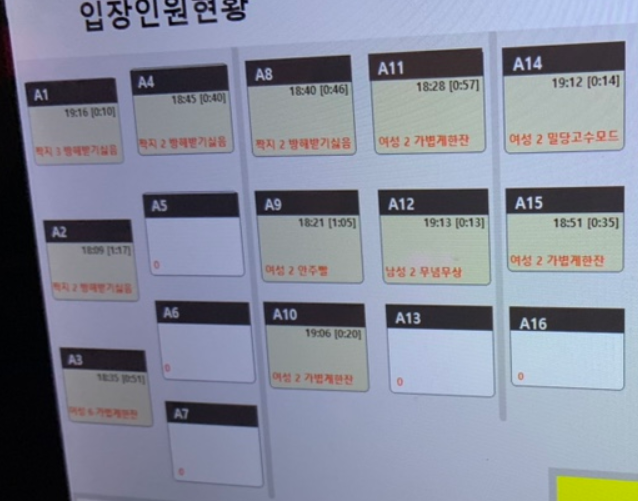 입장인원현황
A1
19:16 [0:10]
짝지 3 방해받기싫음
A4
18:45 [0:40]
짝지 2 방해받기싫음
A8
18:40 [0:46]
짝지 2 방해받기싫음
A11
18:28 [0:57]
여성 2 가볍게한잔
A14
19:12 [0:14]
여성 2 밀당고수모드
A2
18:09 [1:17]
짝지 2 방해받기싫음
A5
0
A9
18:21 [1:05]
여성 2 안주빨
A12
19:13 [0:13]
남성 2 무념무상
A15
18:51 [0:35]
여성 2 가볍게한잔
A3
18:35 [0:51]
여성 6 가볍게한잔
A6
0
A10
19:06 [0:20]
여성 2 가볍게한잔
A13
0
A16
0
A7
0